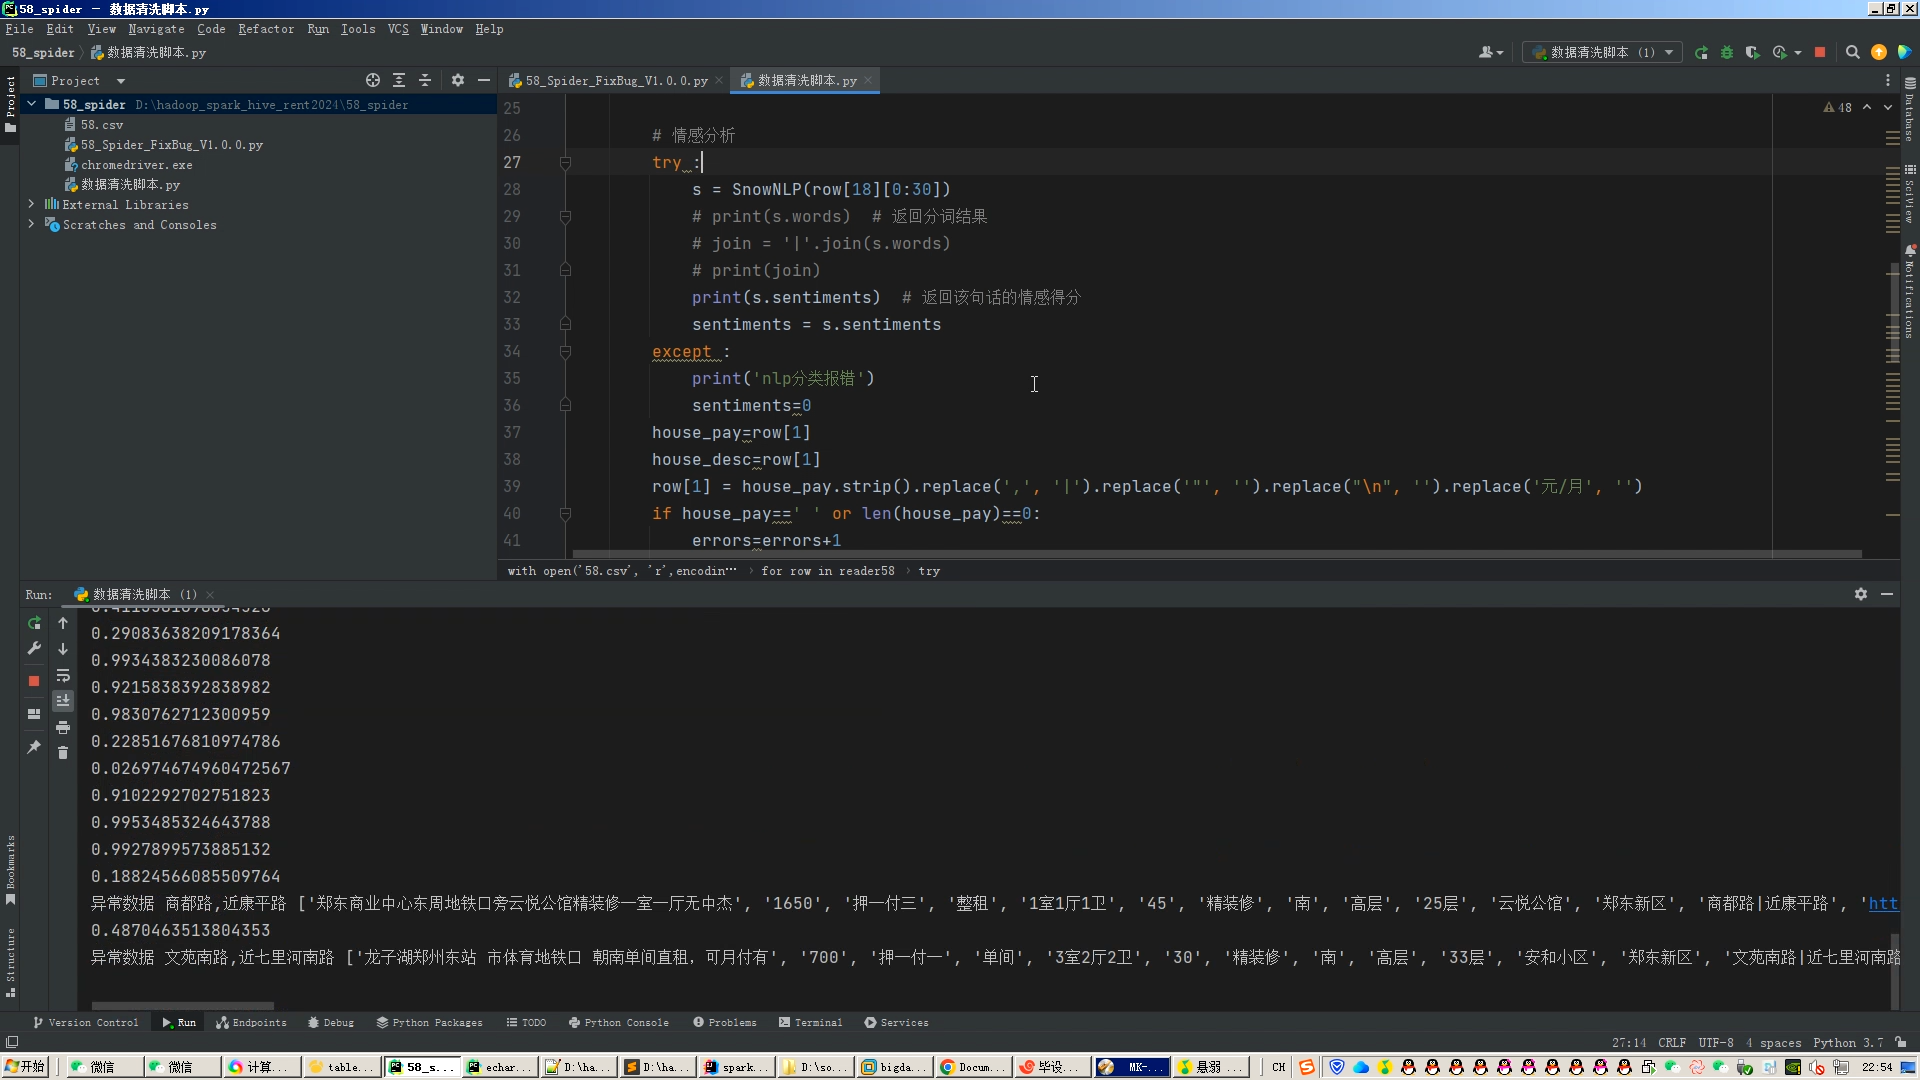 58_spider – 数据清洗脚本.py
File Edit View Navigate Code Refactor Run Tools VCS Window Help
58_spider 数据清洗脚本.py
数据清洗脚本 (1)
Project
58_Spider_FixBug_V1.0.0.py
数据清洗脚本.py
58_spider D:\hadoop_spark_hive_rent2024\58_spider
58.csv
58_Spider_FixBug_V1.0.0.py
chromedriver.exe
数据清洗脚本.py
External Libraries
Scratches and Consoles
Project
Bookmarks
Structure
Database
SciView
Notifications
48
25
26 # 情感分析
27 try :
28 s = SnowNLP(row[18][0:30])
29 # print(s.words)  # 返回分词结果
30 # join = '|'.join(s.words)
31 # print(join)
32 print(s.sentiments)  # 返回该句话的情感得分
33 sentiments = s.sentiments
34 except :
35 print('nlp分类报错')
36 sentiments=0
37 house_pay=row[1]
38 house_desc=row[1]
39 row[1] = house_pay.strip().replace(',', '|').replace('"', '').replace("\n", '').replace('元/月', '')
40 if house_pay==' ' or len(house_pay)==0:
41 errors=errors+1
with open('58.csv', 'r',encodin… › for row in reader58 › try
Run: 数据清洗脚本 (1)
0.29083638209178364
0.9934383230086078
0.9215838392838982
0.9830762712300959
0.22851676810974786
0.026974674960472567
0.9102292702751823
0.9953485324643788
0.9927899573885132
0.18824566085509764
异常数据 商都路,近康平路 ['郑东商业中心东周地铁口旁云悦公馆精装修一室一厅无中杰', '1650', '押一付三', '整租', '1室1厅1卫', '45', '精装修', '南', '高层', '25层', '云悦公馆', '郑东新区', '商都路|近康平路', 'htt
0.4870463513804353
异常数据 文苑南路,近七里河南路 ['龙子湖郑州东站 市体育地铁口 朝南单间直租，可月付有', '700', '押一付一', '单间', '3室2厅2卫', '30', '精装修', '南', '高层', '33层', '安和小区', '郑东新区', '文苑南路|近七里河南路
Version Control Run Endpoints Debug Python Packages TODO Python Console Problems Terminal Services
27:14 CRLF UTF-8 4 spaces Python 3.7
开始 微信 微信 计算... table... 58_s... echar... D:\ha... D:\ha... spark... D:\so... bigda... Docum... 毕设... MK-... 悬弱 ... CH 22:54